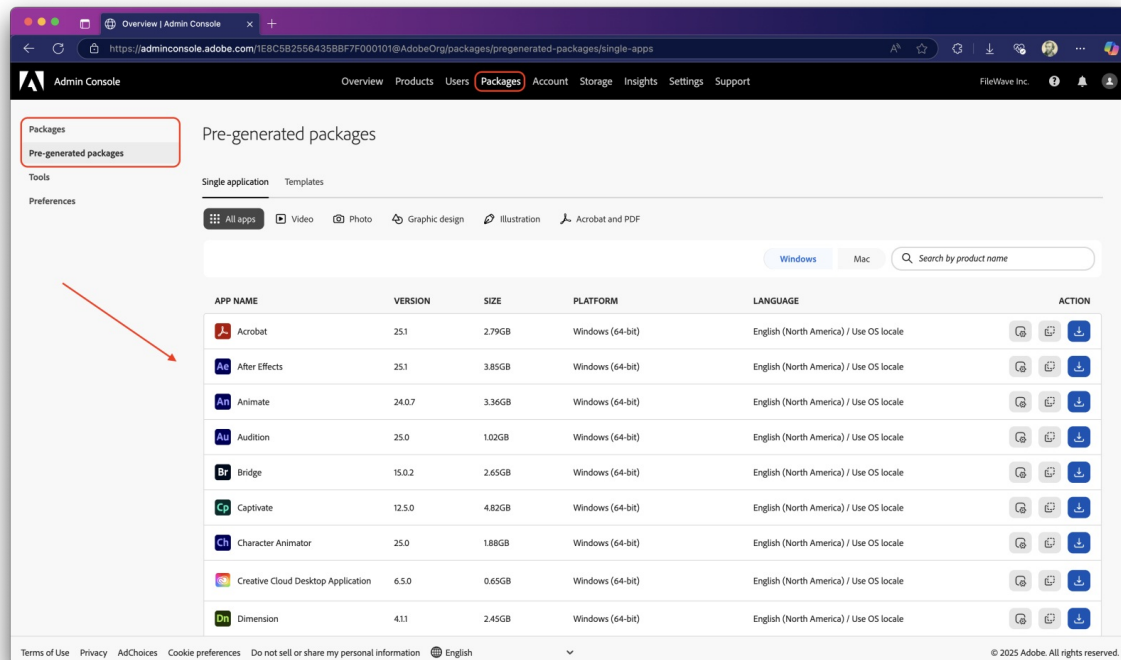 Overview | Admin Console
https://adminconsole.adobe.com/1E8C5B2556435BBF7F000101@AdobeOrg/packages/pregenerated-packages/single-apps
Admin Console Overview Products Users Packages Account Storage Insights Settings Support FileWave Inc.
Packages
Pre-generated packages
Tools
Preferences
Pre-generated packages
Single application Templates
All apps Video Photo Graphic design Illustration Acrobat and PDF
Windows Mac Search by product name
APP NAME VERSION SIZE PLATFORM LANGUAGE ACTION
Acrobat 25.1 2.79GB Windows (64-bit) English (North America) / Use OS locale
Ae After Effects 25.1 3.85GB Windows (64-bit) English (North America) / Use OS locale
An Animate 24.0.7 3.36GB Windows (64-bit) English (North America) / Use OS locale
Au Audition 25.0 1.02GB Windows (64-bit) English (North America) / Use OS locale
Br Bridge 15.0.2 2.65GB Windows (64-bit) English (North America) / Use OS locale
Cp Captivate 12.5.0 4.82GB Windows (64-bit) English (North America) / Use OS locale
Ch Character Animator 25.0 1.88GB Windows (64-bit) English (North America) / Use OS locale
Creative Cloud Desktop Application 6.5.0 0.65GB Windows (64-bit) English (North America) / Use OS locale
Dn Dimension 4.1.1 2.45GB Windows (64-bit) English (North America) / Use OS locale
Terms of Use Privacy AdChoices Cookie preferences Do not sell or share my personal information English © 2025 Adobe. All rights reserved.